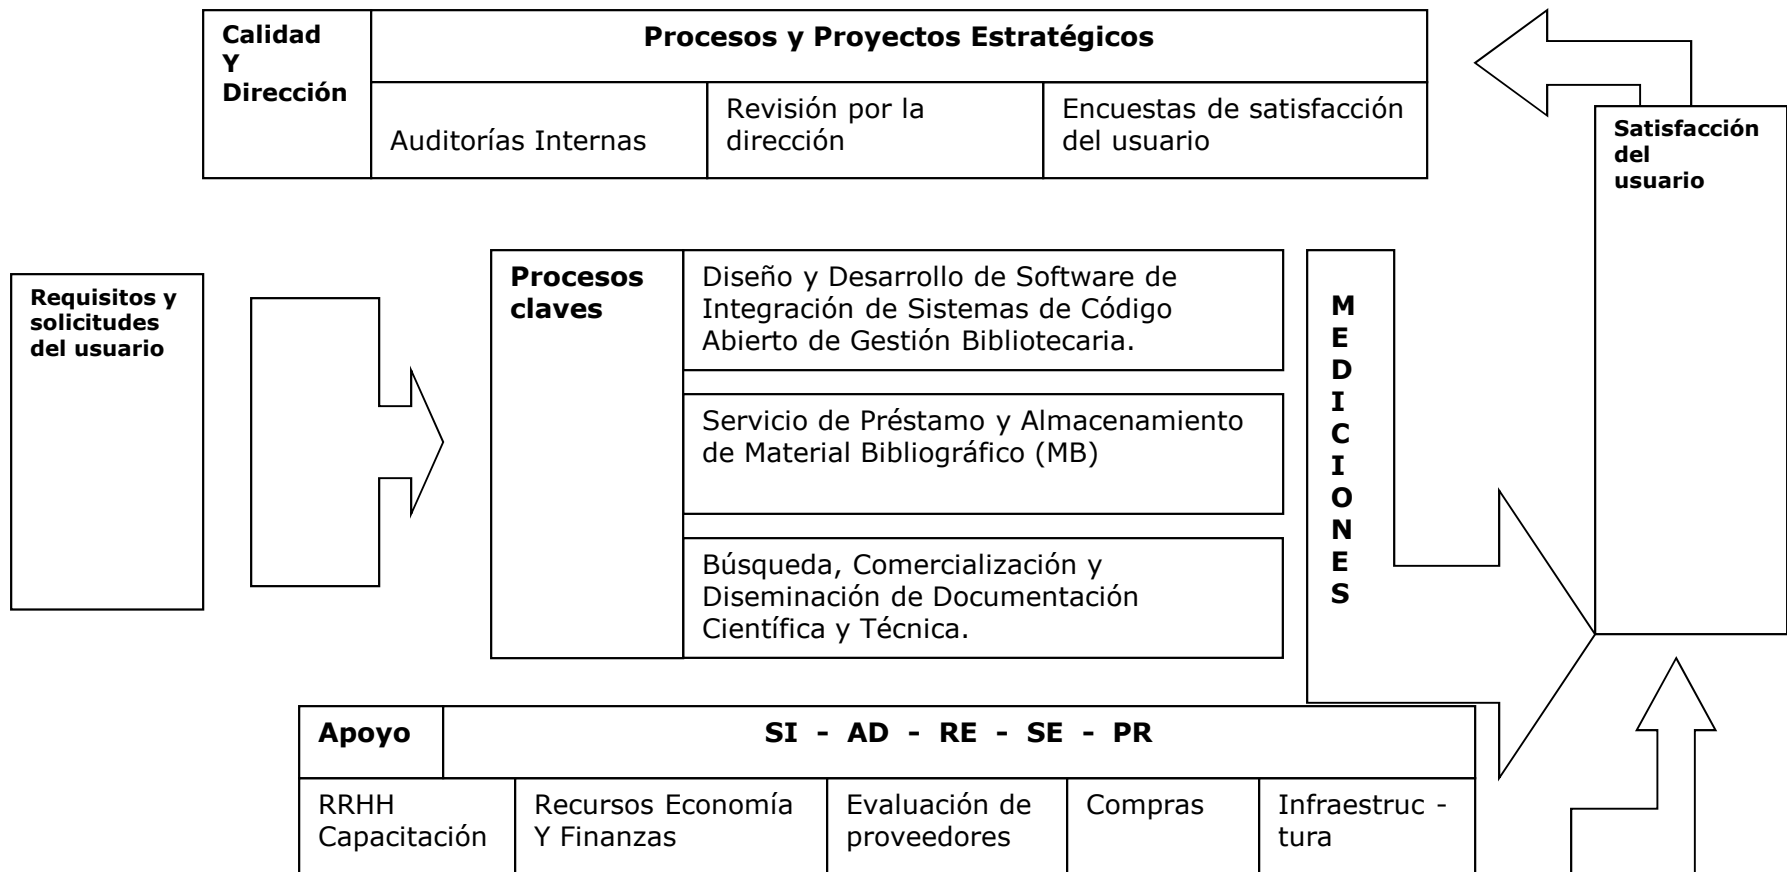 Calidad
Y
Dirección
Procesos y Proyectos Estratégicos
Auditorías Internas
Revisión por la
dirección
Encuestas de satisfacción
del usuario
Satisfacción
del
usuario
Requisitos y
solicitudes
del usuario
Procesos
claves
Diseño y Desarrollo de Software de
Integración de Sistemas de Código
Abierto de Gestión Bibliotecaria.
Servicio de Préstamo y Almacenamiento
de Material Bibliográfico (MB)
Búsqueda, Comercialización y
Diseminación de Documentación
Científica y Técnica.
M
E
D
I
C
I
O
N
E
S
Apoyo
SI - AD - RE - SE - PR
RRHH
Capacitación
Recursos Economía
Y Finanzas
Evaluación de
proveedores
Compras
Infraestruc -
tura